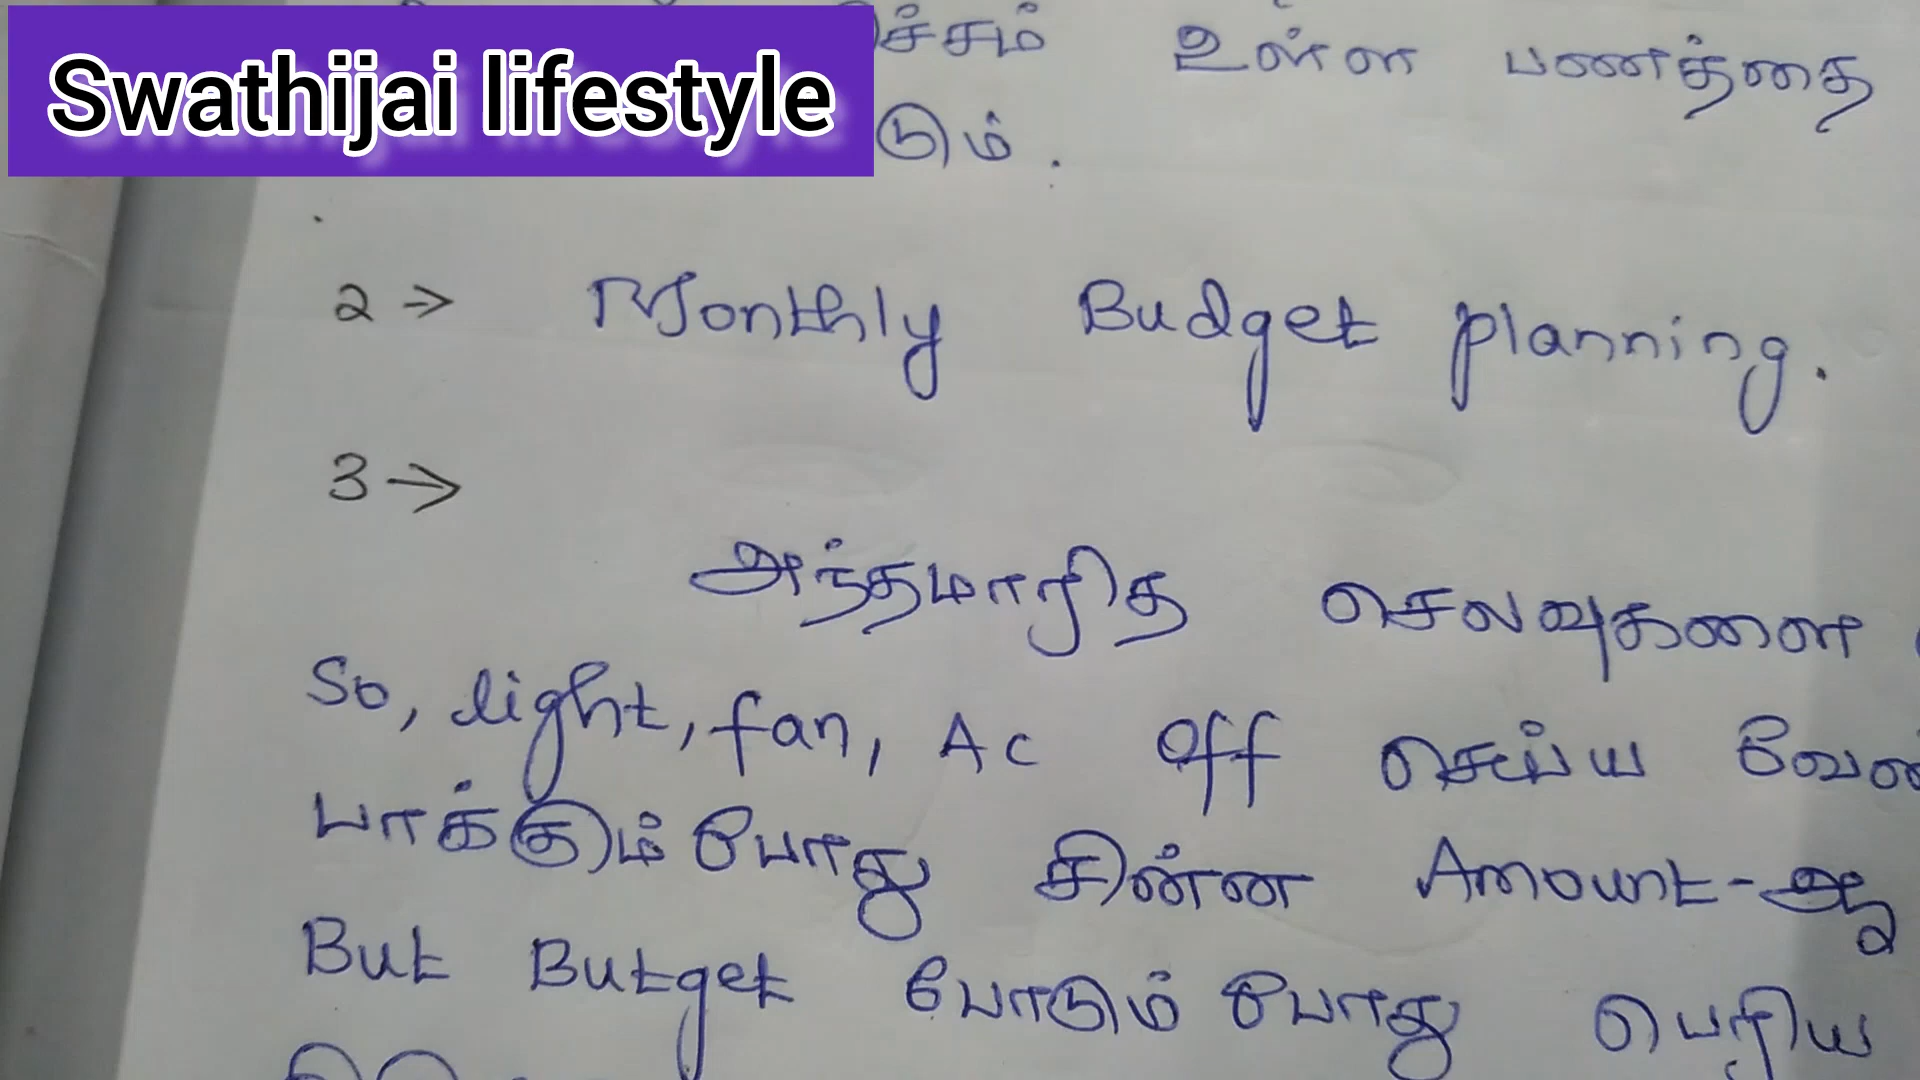 Swathijai lifestyle
உள்ள பணத்தை
2 → Monthly Budget planning.
3 →
அந்தமாரித செலவுகளை
So, light, fan, Ac off செய்ய
பாக்கும்போது சின்ன Amount-ஆ
But Butget போடும்போது பெரிய